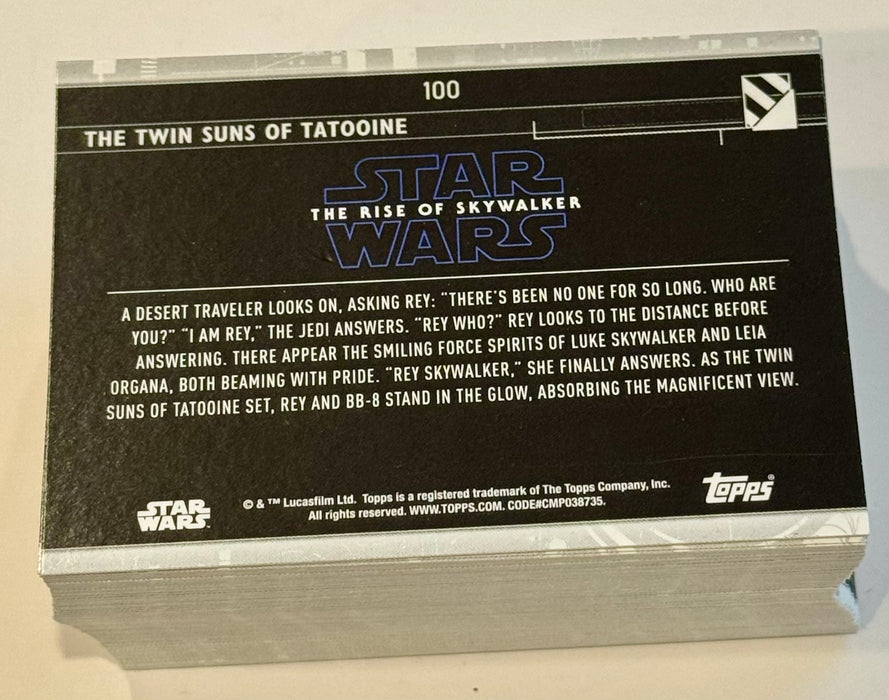 100
THE TWIN SUNS OF TATOOINE
STAR
THE RISE OF SKYWALKER
WARS
A DESERT TRAVELER LOOKS ON, ASKING REY: "THERE'S BEEN NO ONE FOR SO LONG. WHO ARE
YOU?" "I AM REY," THE JEDI ANSWERS. "REY WHO?" REY LOOKS TO THE DISTANCE BEFORE
ANSWERING. THERE APPEAR THE SMILING FORCE SPIRITS OF LUKE SKYWALKER AND LEIA
ORGANA, BOTH BEAMING WITH PRIDE. "REY SKYWALKER," SHE FINALLY ANSWERS. AS THE TWIN
SUNS OF TATOOINE SET, REY AND BB-8 STAND IN THE GLOW, ABSORBING THE MAGNIFICENT VIEW.
STAR
WARS
© & ™ Lucasfilm Ltd. Topps is a registered trademark of The Topps Company, Inc.
All rights reserved. WWW.TOPPS.COM. CODE#CMP038735.
topps®